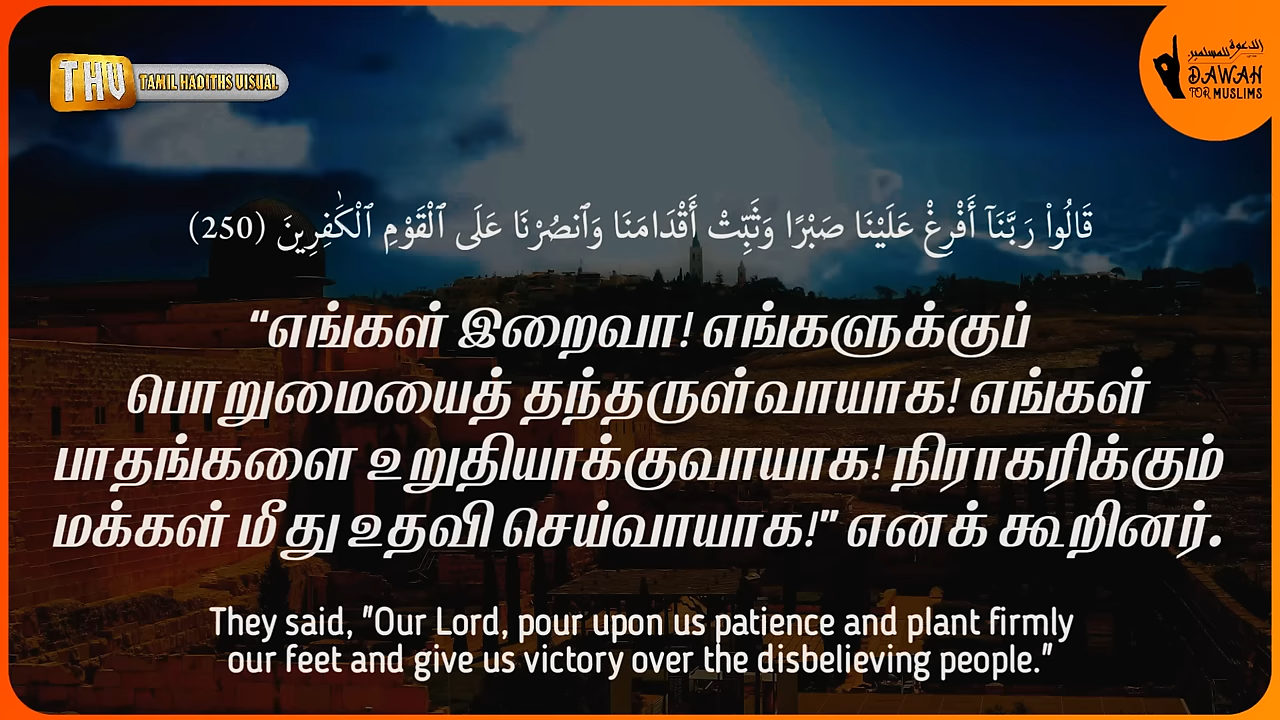 THV TAMIL HADITHS VISUAL
الدعوة للمسلمين
DAWAH
FOR MUSLIMS
قَالُوا۟ رَبَّنَآ أَفْرِغْ عَلَيْنَا صَبْرًا وَثَبِّتْ أَقْدَامَنَا وَٱنصُرْنَا عَلَى ٱلْقَوْمِ ٱلْكَـٰفِرِينَ (250)
“எங்கள் இறைவா! எங்களுக்குப்
பொறுமையைத் தந்தருள்வாயாக! எங்கள்
பாதங்களை உறுதியாக்குவாயாக! நிராகரிக்கும்
மக்கள் மீது உதவி செய்வாயாக!” எனக் கூறினர்.
They said, "Our Lord, pour upon us patience and plant firmly
our feet and give us victory over the disbelieving people."